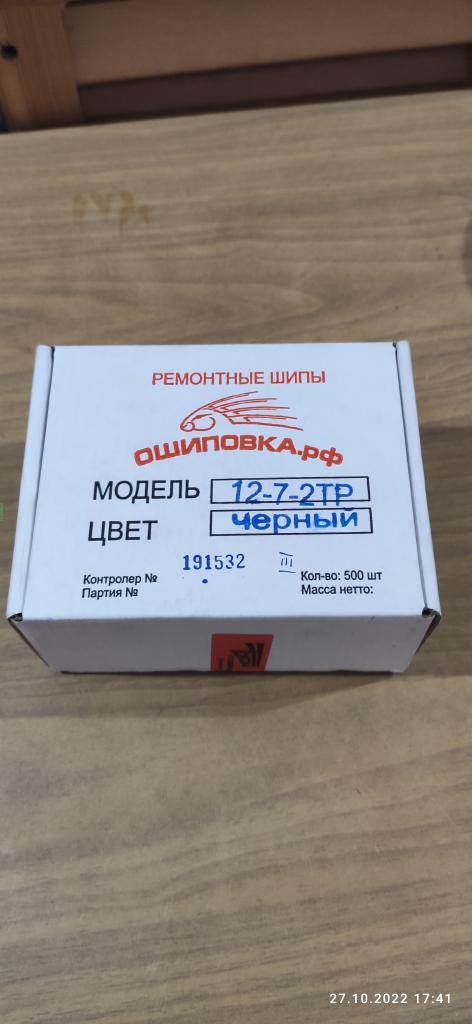 РЕМОНТНЫЕ ШИПЫ
ОШИПОВКА.РФ
МОДЕЛЬ 12-7-2ТР
ЦВЕТ черный
191532 III
Контролер №
Кол-во: 500 шт
Партия №
Масса нетто:
27.10.2022 17:41